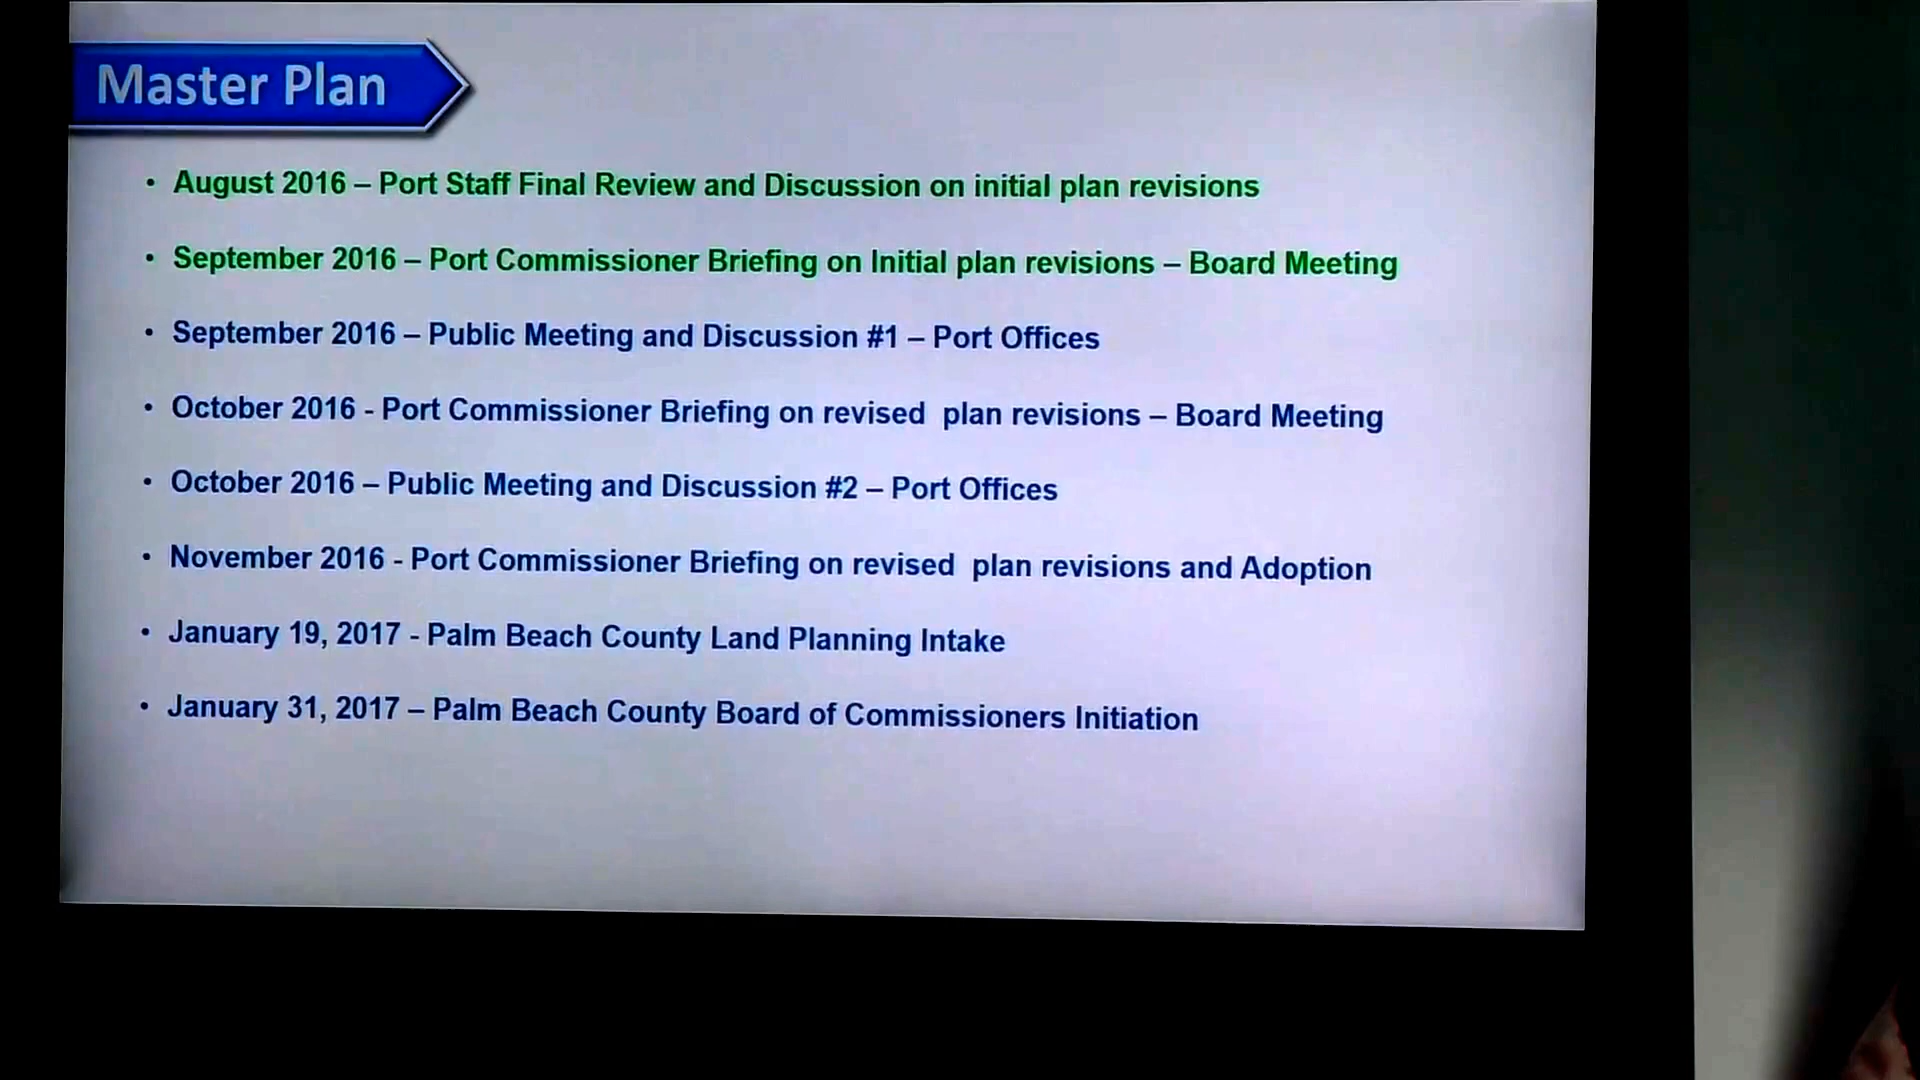 Master Plan
• August 2016 – Port Staff Final Review and Discussion on initial plan revisions
• September 2016 – Port Commissioner Briefing on Initial plan revisions – Board Meeting
• September 2016 – Public Meeting and Discussion #1 – Port Offices
• October 2016 - Port Commissioner Briefing on revised  plan revisions – Board Meeting
• October 2016 – Public Meeting and Discussion #2 – Port Offices
• November 2016 - Port Commissioner Briefing on revised  plan revisions and Adoption
• January 19, 2017 - Palm Beach County Land Planning Intake
• January 31, 2017 – Palm Beach County Board of Commissioners Initiation